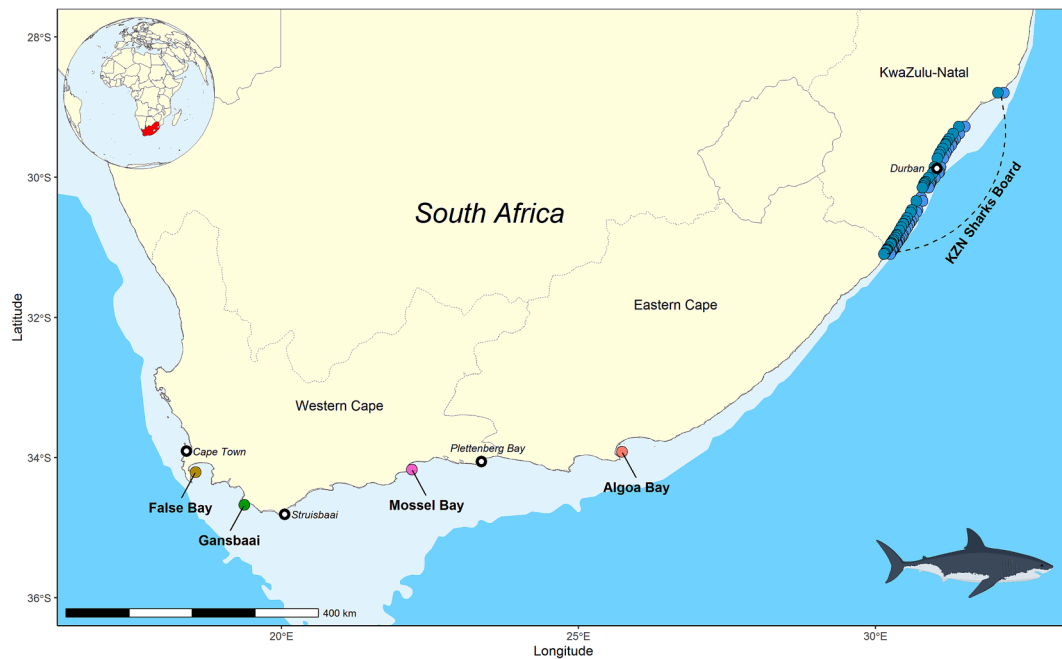 28°S
30°S
32°S
34°S
36°S
Latitude
KwaZulu-Natal
Durban
KZN Sharks Board
South Africa
Eastern Cape
Western Cape
Plettenberg Bay
Cape Town
False Bay
Mossel Bay
Algoa Bay
Struisbaai
Gansbaai
400 km
20°E
25°E
30°E
Longitude